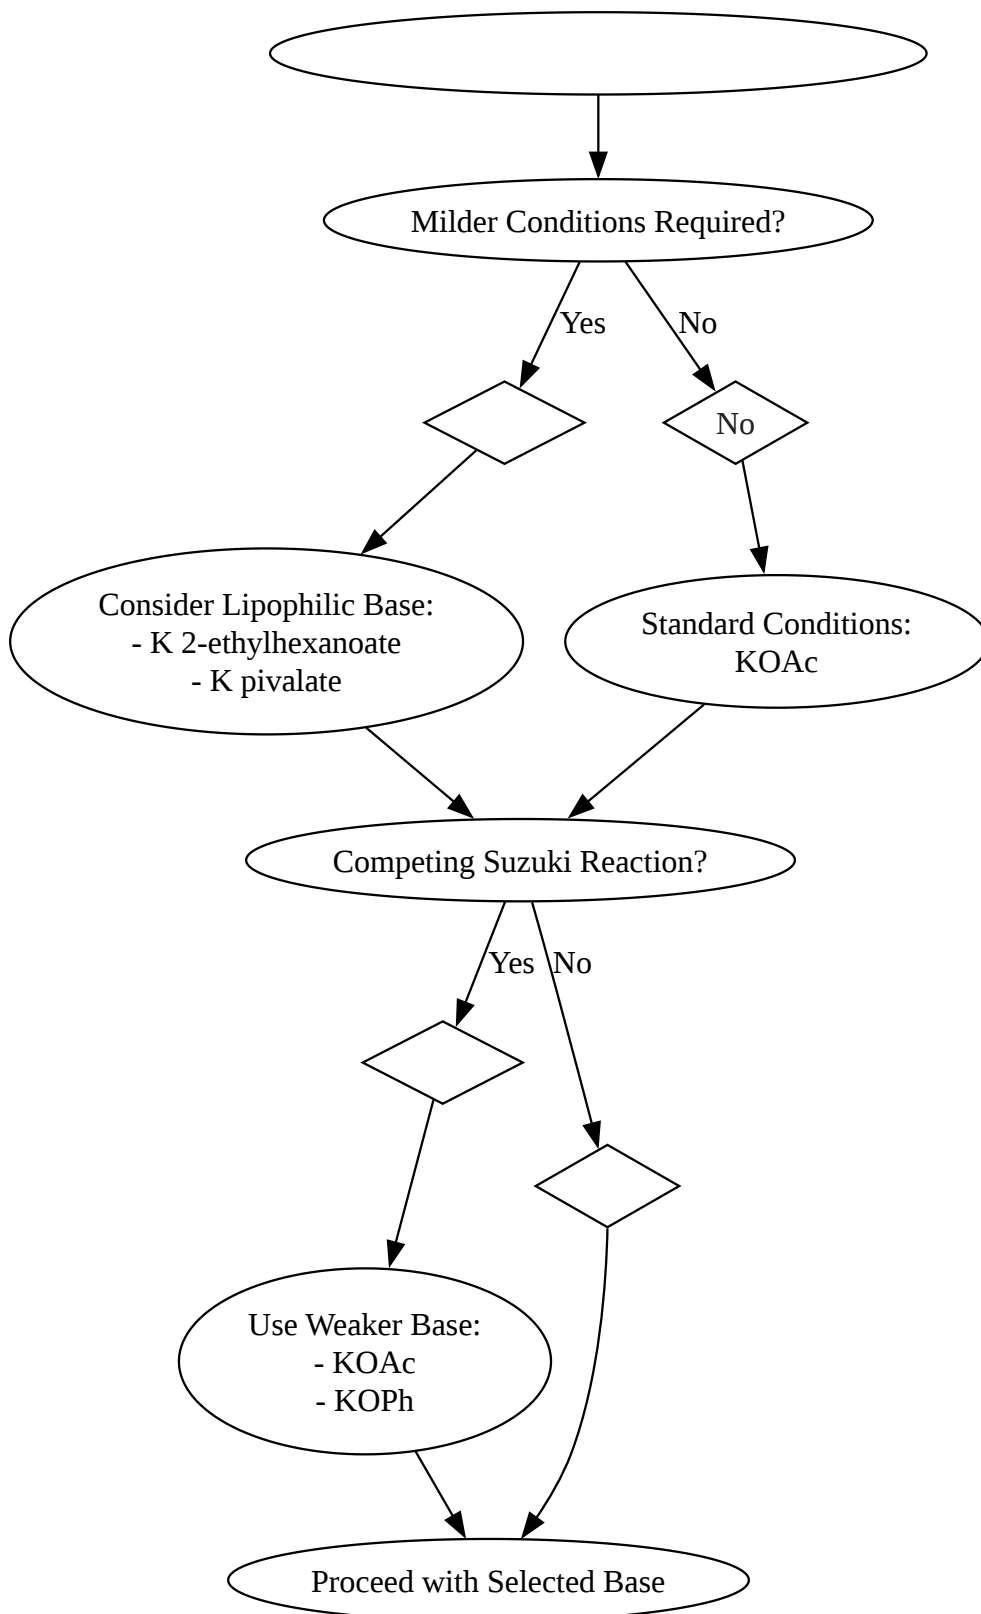 Milder Conditions Required?
Yes
No
No
Consider Lipophilic Base:
- K 2-ethylhexanoate
- K pivalate
Standard Conditions:
KOAc
Competing Suzuki Reaction?
Yes
No
Use Weaker Base:
- KOAc
- KOPh
Proceed with Selected Base